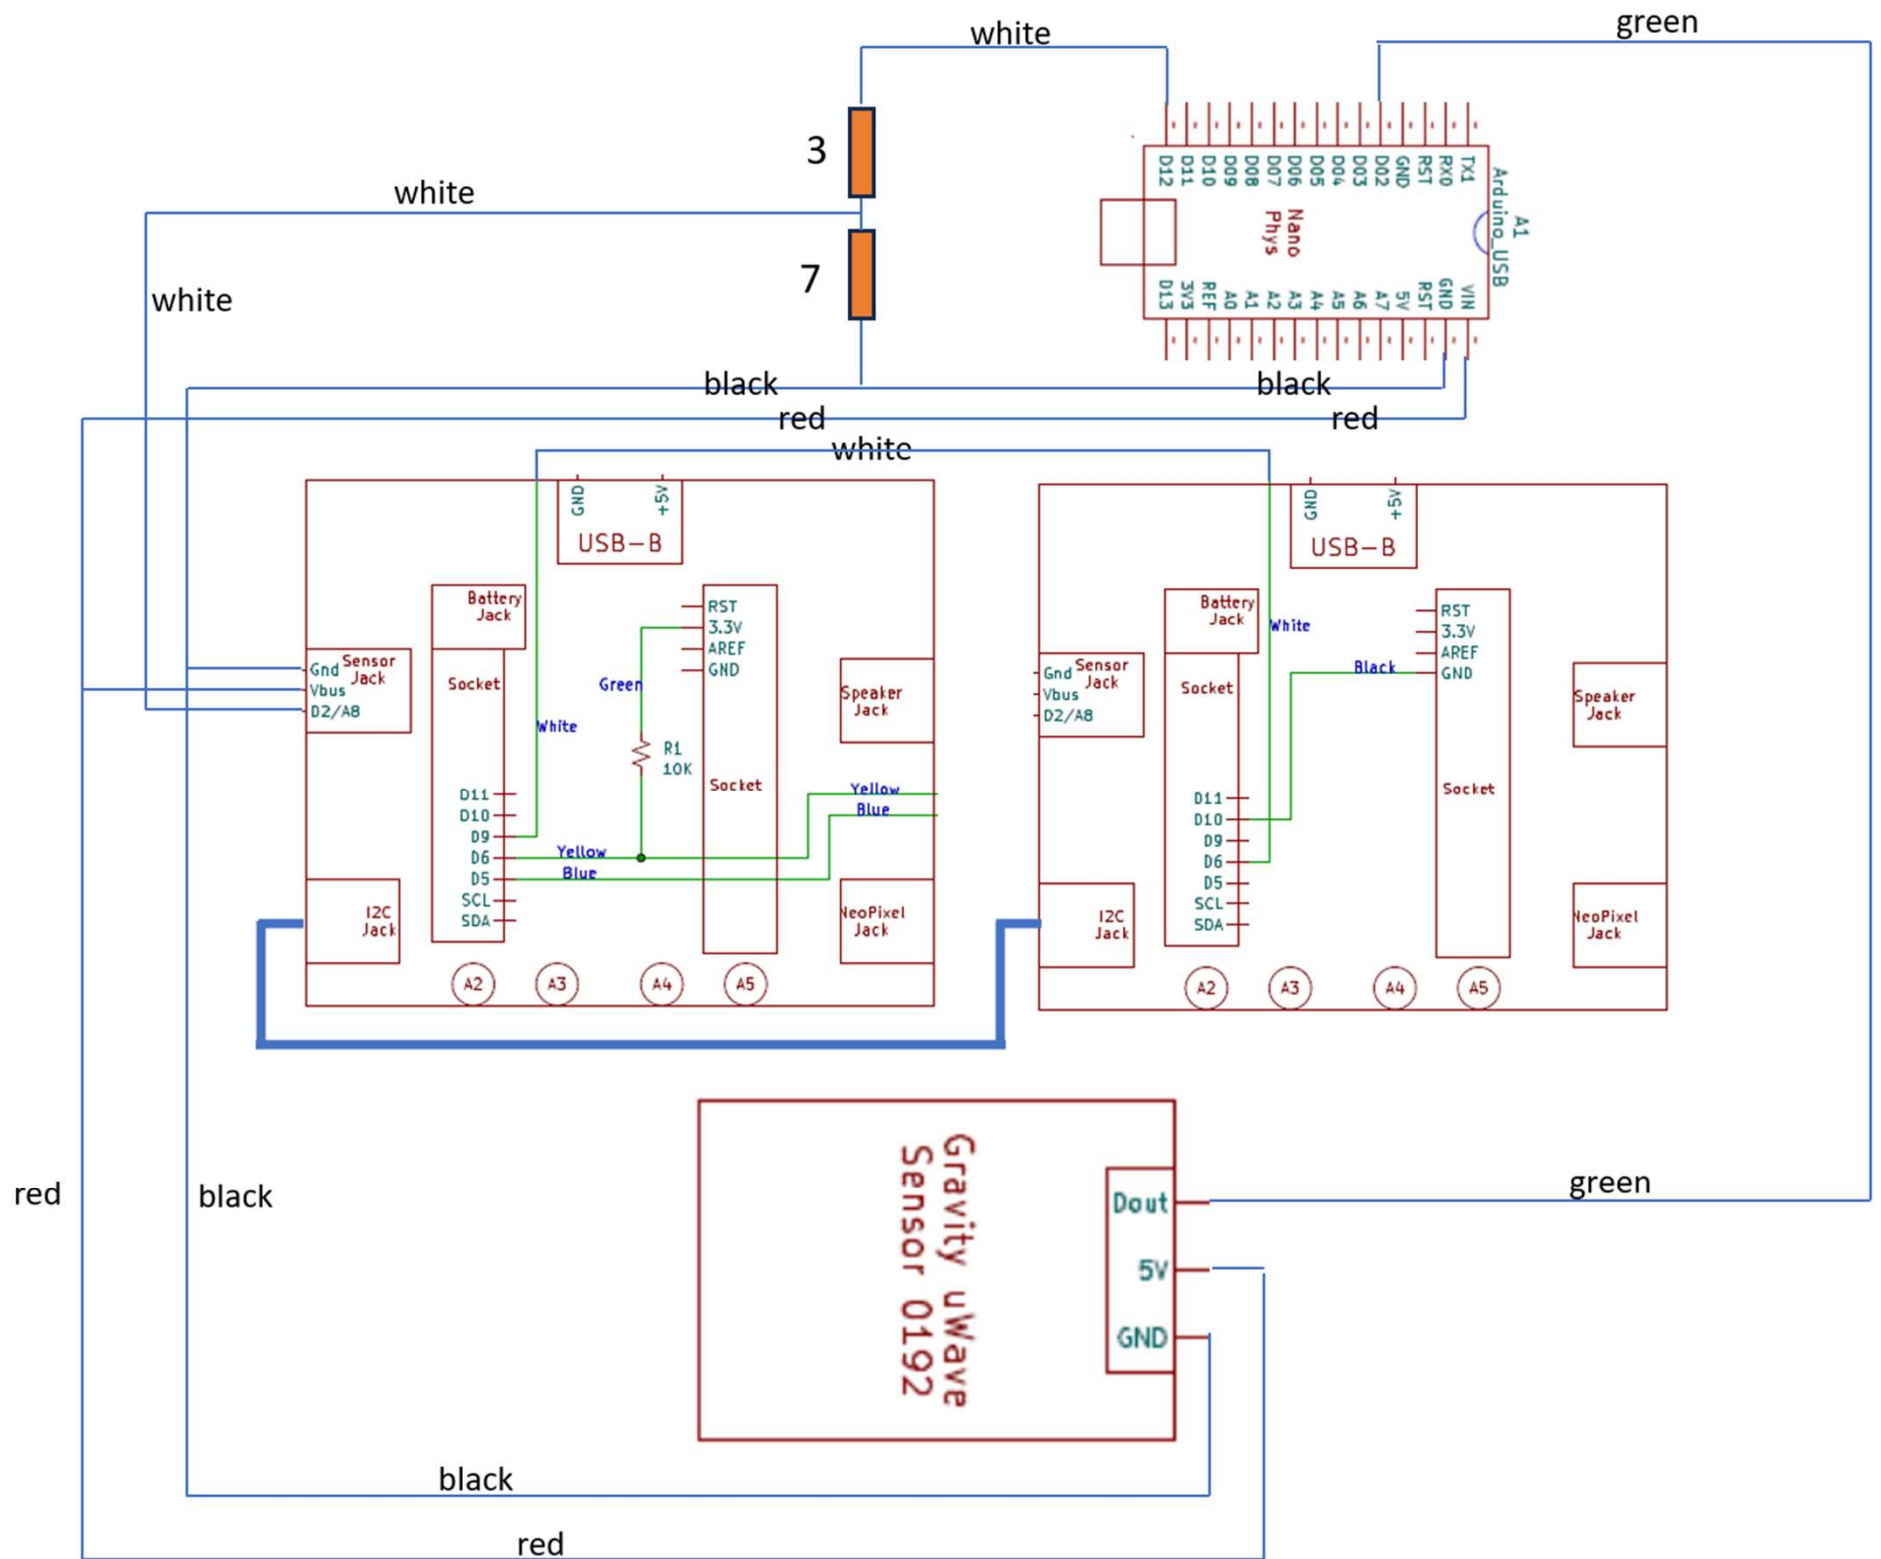 green
white
3
7
white
white
D12
D11
D10
D09
D08
D07
D06
D05
D04
D03
D02
GND
RST
RX0
TX1
Nano
Phys
A1
Arduino_USB
D13
3V3
REF
A0
A1
A2
A3
A4
A5
A6
A7
5V
RST
GND
VIN
black
black
red
red
white
GND
+5V
USB-B
Battery
Jack
RST
3.3V
AREF
GND
Sensor
Jack
Gnd
Vbus
D2/A8
Socket
Green
White
R1
10K
Speaker
Jack
Socket
Yellow
Blue
D11
D10
D9
D6
D5
SCL
SDA
Yellow
Blue
I2C
Jack
NeoPixel
Jack
A2
A3
A4
A5
GND
+5V
USB-B
Battery
Jack
White
RST
3.3V
AREF
GND
Black
Sensor
Jack
Gnd
Vbus
D2/A8
Socket
Speaker
Jack
Socket
D11
D10
D9
D6
D5
SCL
SDA
I2C
Jack
NeoPixel
Jack
A2
A3
A4
A5
Gravity uWave
Sensor 0192
Dout
5V
GND
green
red
black
black
red